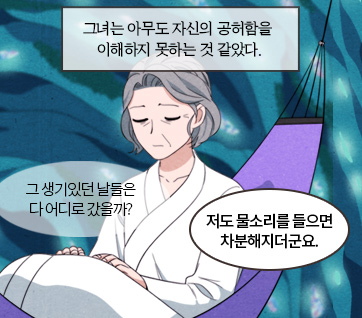 그녀는 아무도 자신의 공허함을
이해하지 못하는 것 같았다.
그 생기있던 날들은
다 어디로 갔을까?
저도 물소리를 들으면
차분해지더군요.